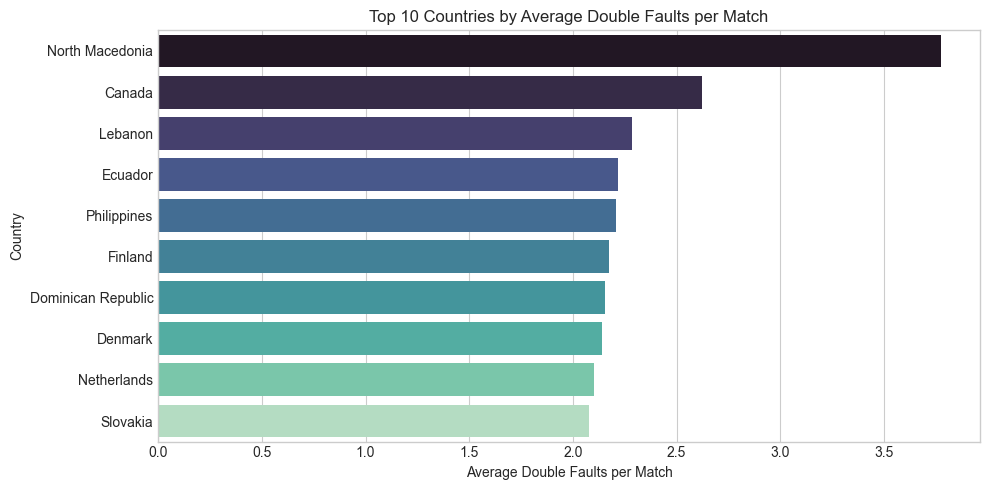 Top 10 Countries by Average Double Faults per Match
Country
North Macedonia
Canada
Lebanon
Ecuador
Philippines
Finland
Dominican Republic
Denmark
Netherlands
Slovakia
0.0 0.5 1.0 1.5 2.0 2.5 3.0 3.5
Average Double Faults per Match